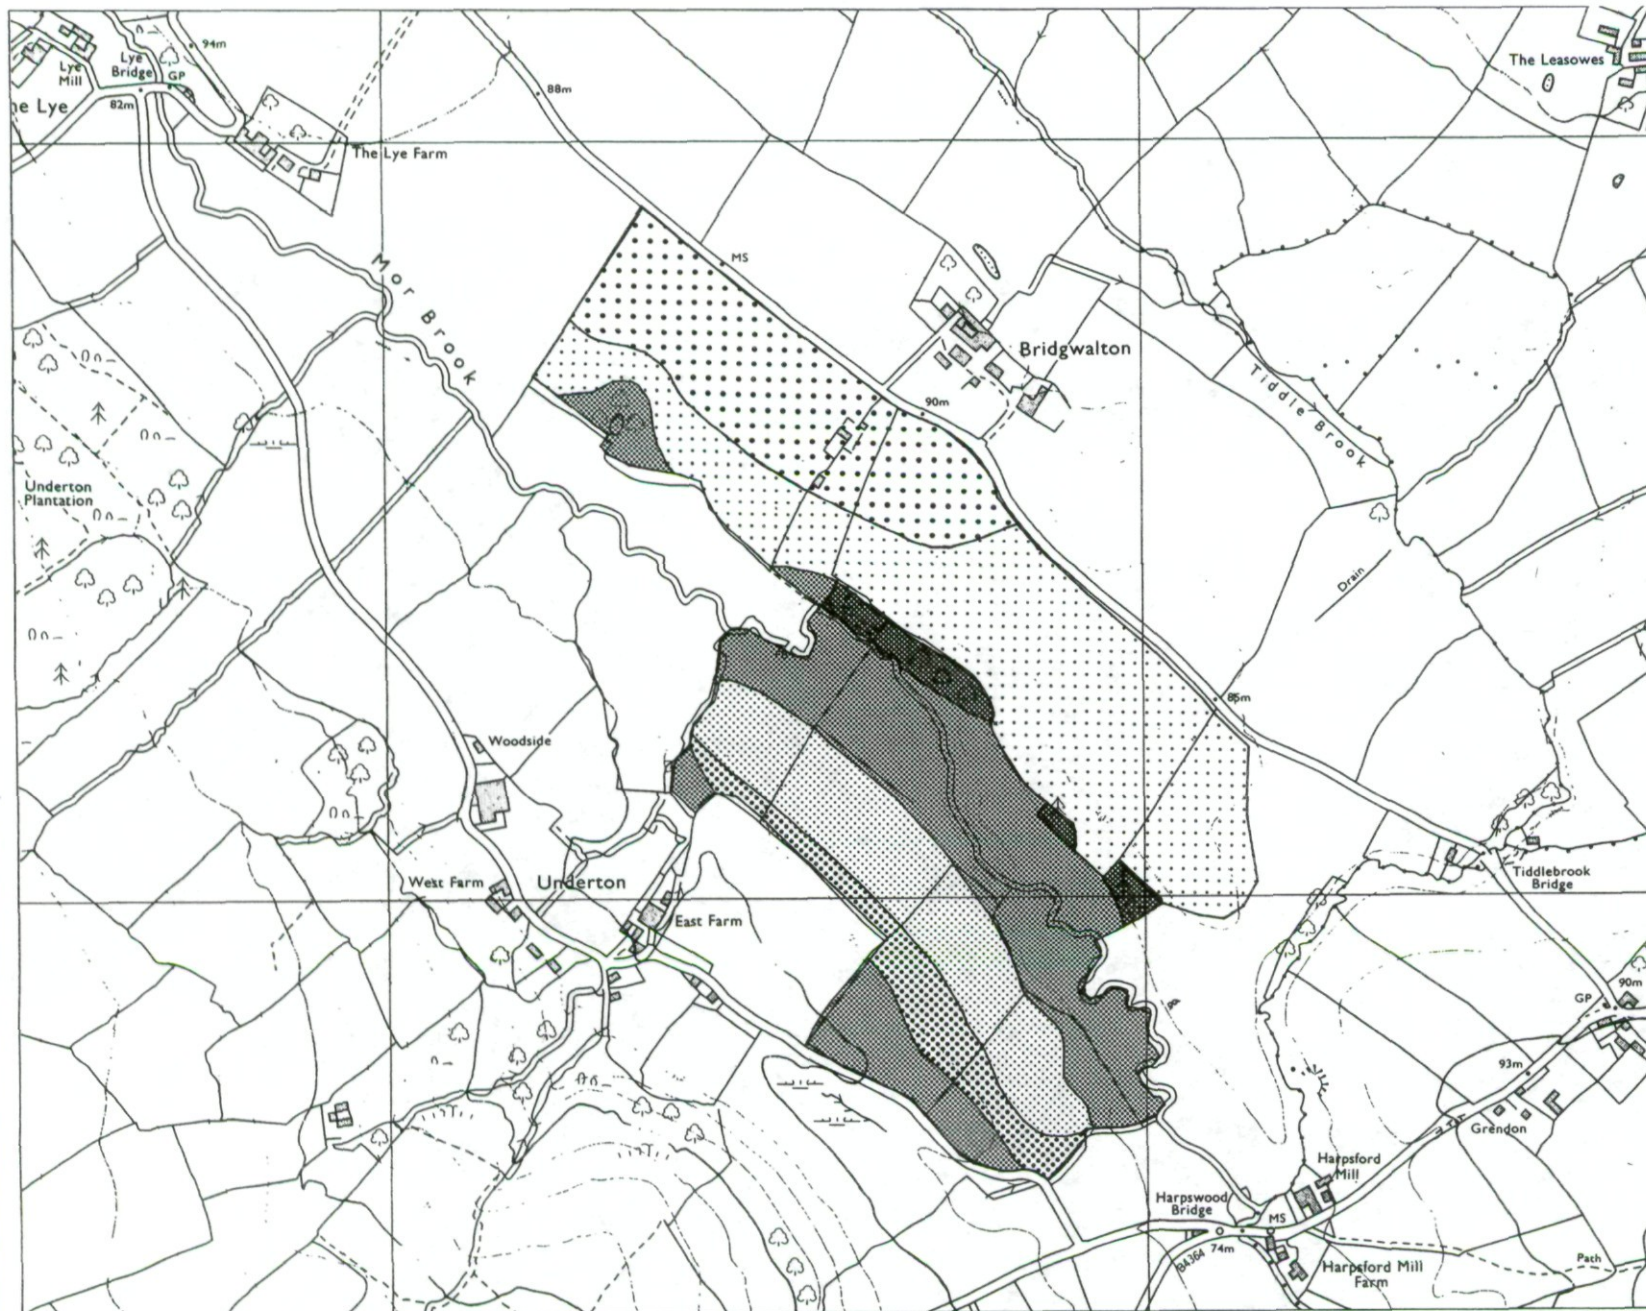 94m
Lye
Bridge
GP
Lye
Mill
82m
he Lye
88m
The Leasowes
The Lye Farm
Mor Brook
MS
Bridgwalton
90m
Tiddle Brook
Underton
Plantation
Drain
85m
Woodside
West Farm
Underton
East Farm
Tiddlebrook
Bridge
90m
GP
93m
Grendon
Harpsford
Mill
Harpswood
Bridge
MS
B4364
74m
Path
Harpsford Mill
Farm